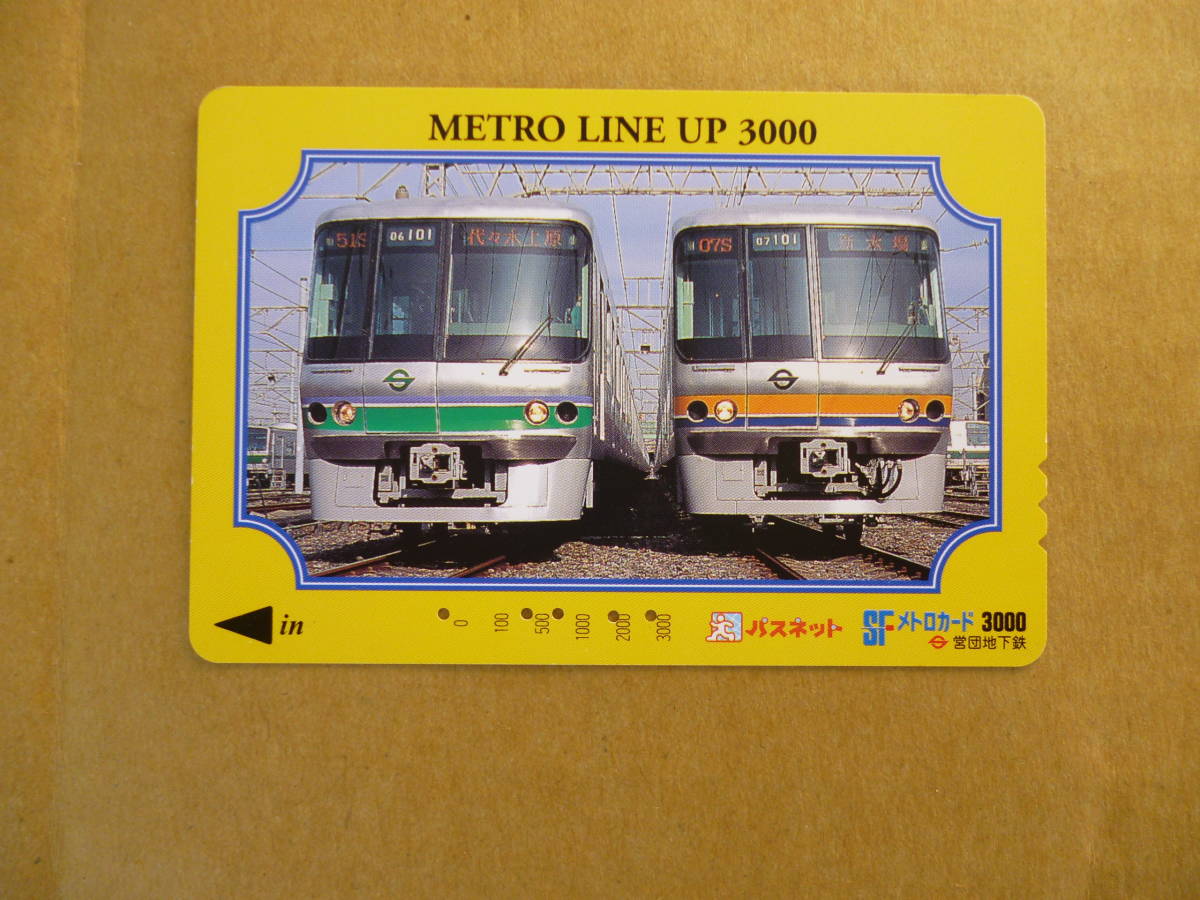 METRO LINE UP 3000
51S 06101 代々木上原
07S 07101 新木場
in 0 100 500 1000 2000 3000
パスネット SFメトロカード 3000
営団地下鉄